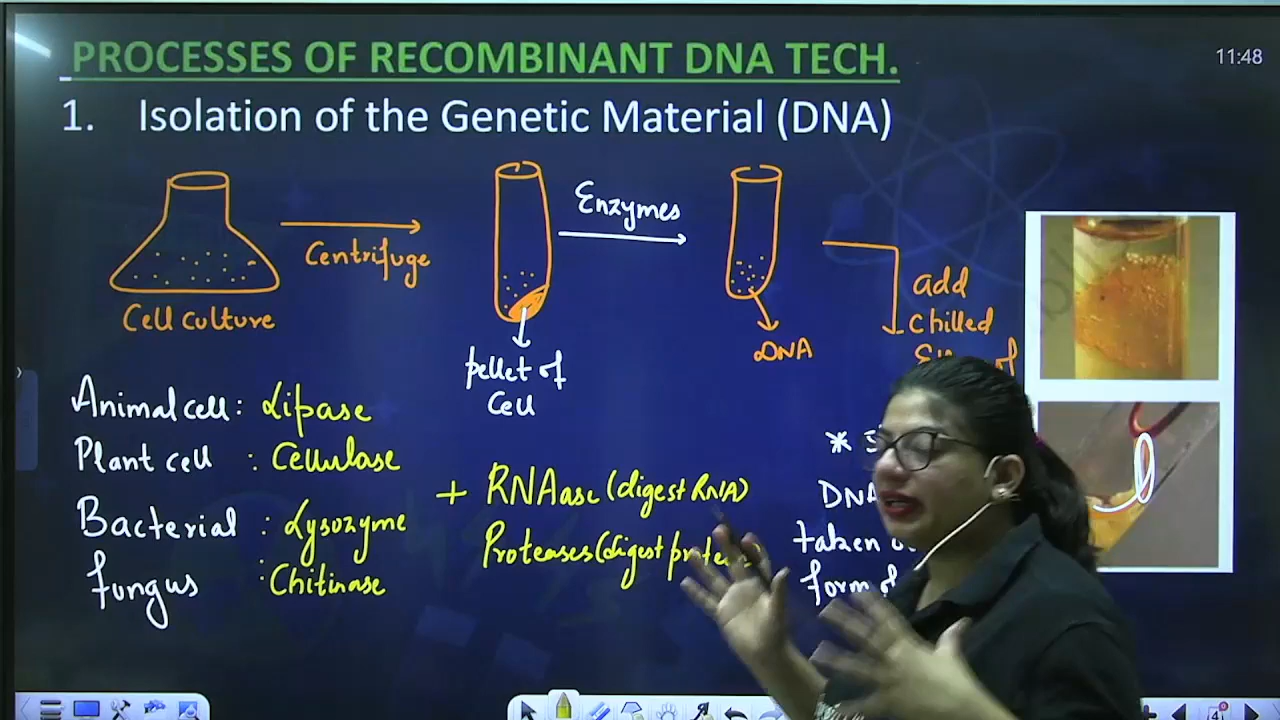 PROCESSES OF RECOMBINANT DNA TECH.
11:48
1. Isolation of the Genetic Material (DNA)
Enzymes
Centrifuge
Cell culture
pellet of
Cell
DNA
add
chilled
Animal cell : Lipase
Plant cell : Cellulase
Bacterial : Lysozyme
fungus : Chitinase
+ RNAase (digest RNA)
Proteases (digest
*
DNA
taken
form of